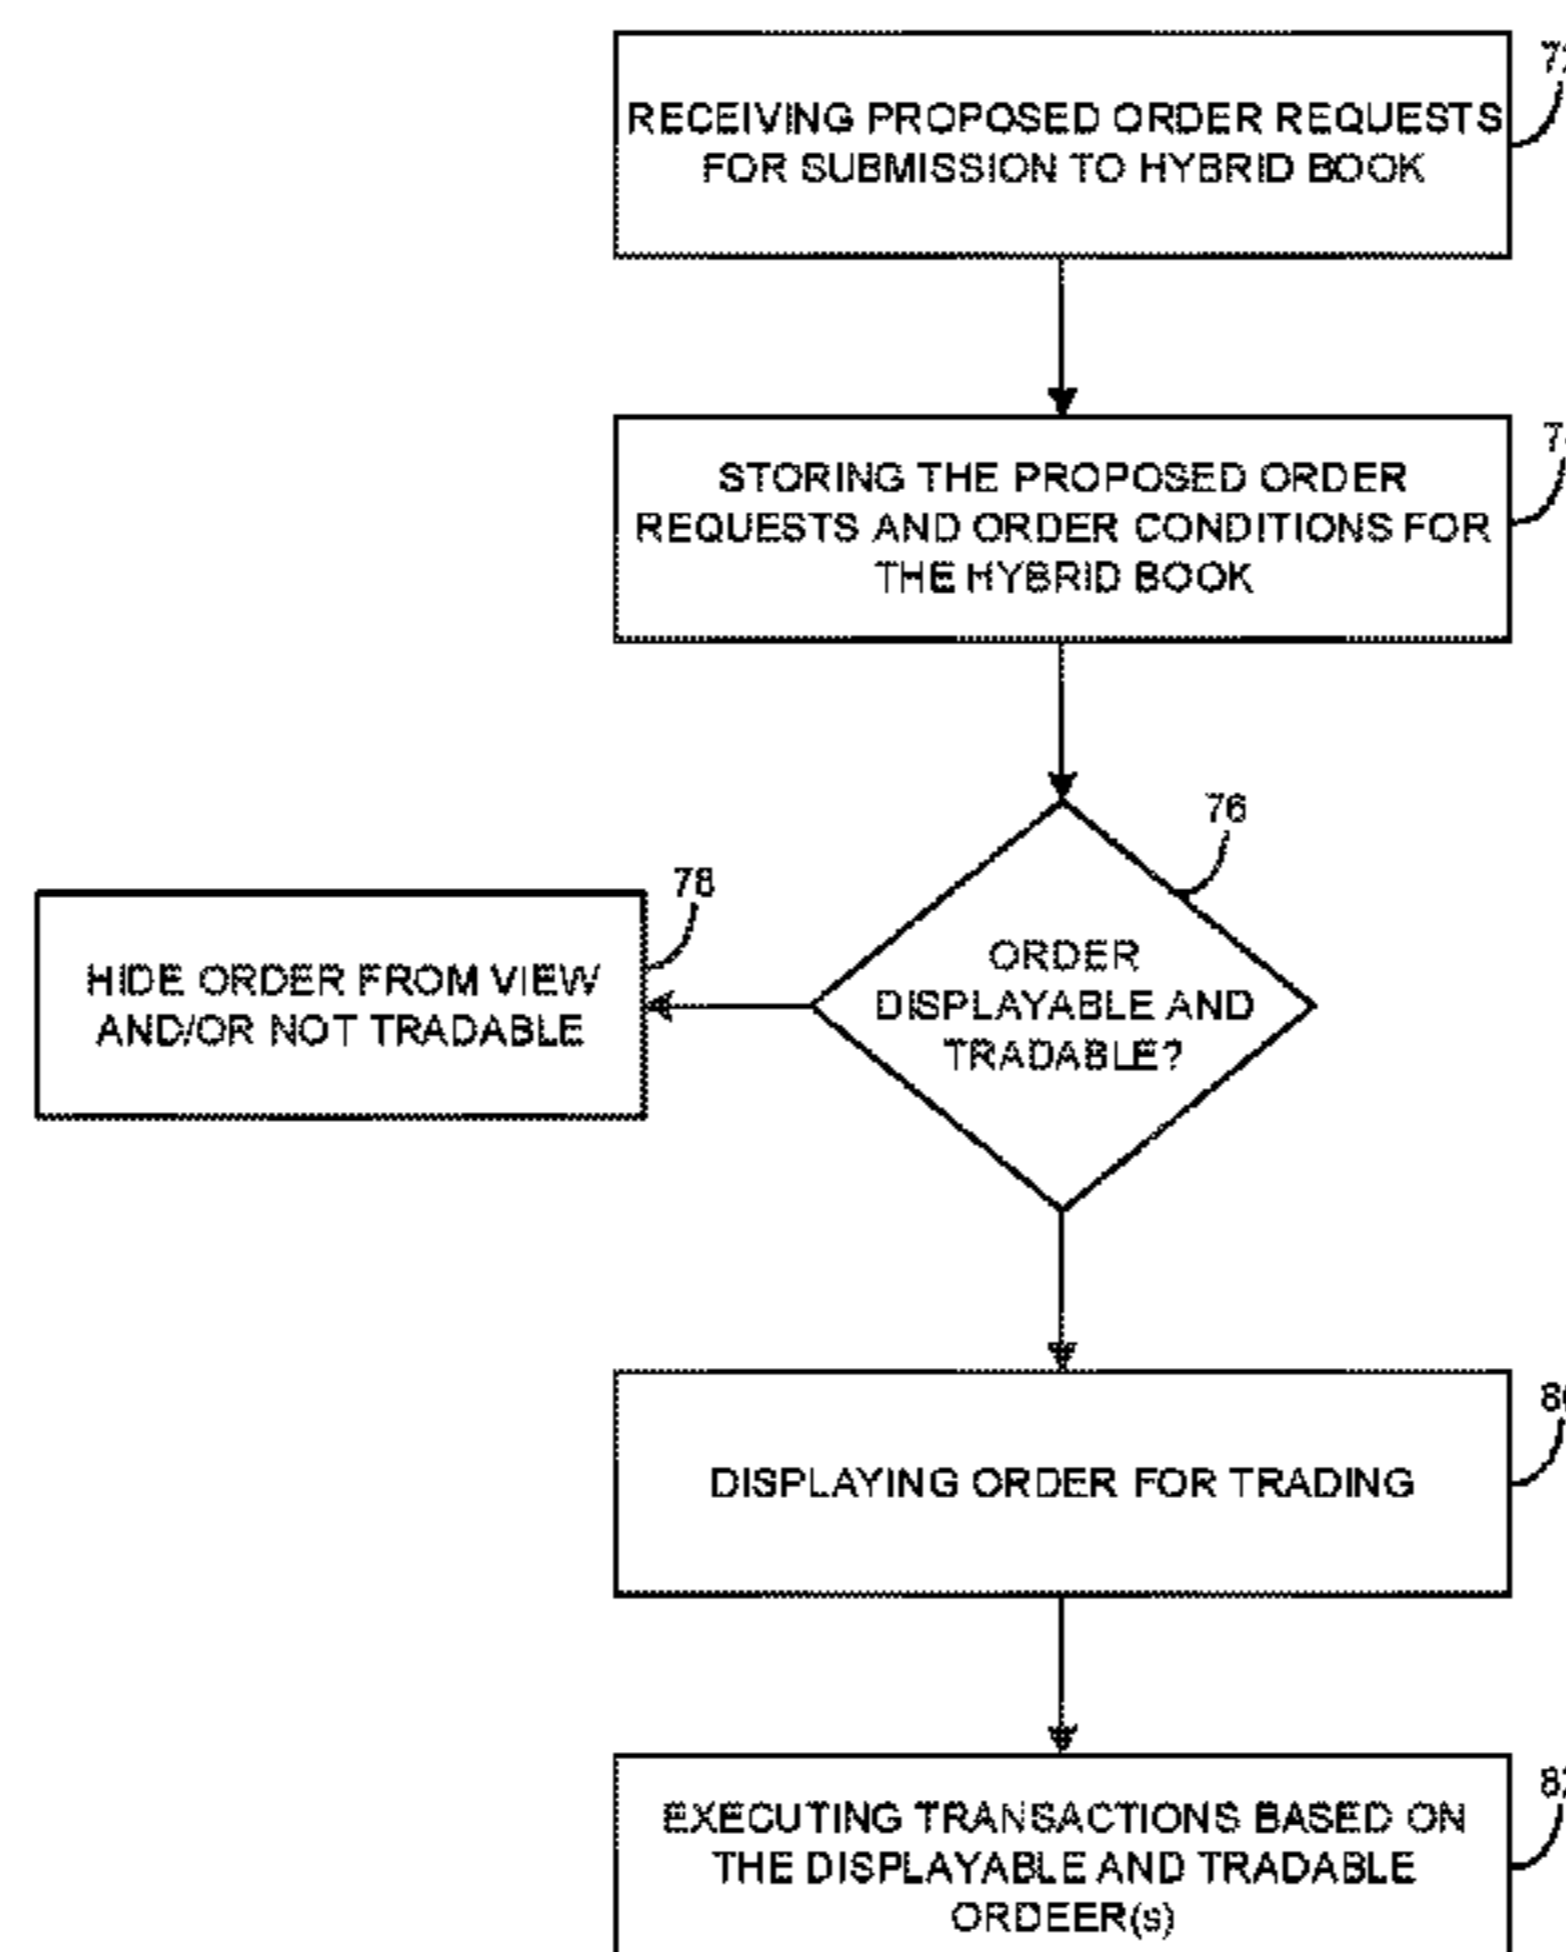 RECEIVING PROPOSED ORDER REQUESTS
FOR SUBMISSION TO HYBRID BOOK
STORING THE PROPOSED ORDER
REQUESTS AND ORDER CONDITIONS FOR
THE HYBRID BOOK
76
78
ORDER
DISPLAYABLE AND
TRADABLE?
HIDE ORDER FROM VIEW
AND/OR NOT TRADABLE
DISPLAYING ORDER FOR TRADING
EXECUTING TRANSACTIONS BASED ON
THE DISPLAYABLE AND TRADABLE
ORDEER(s)